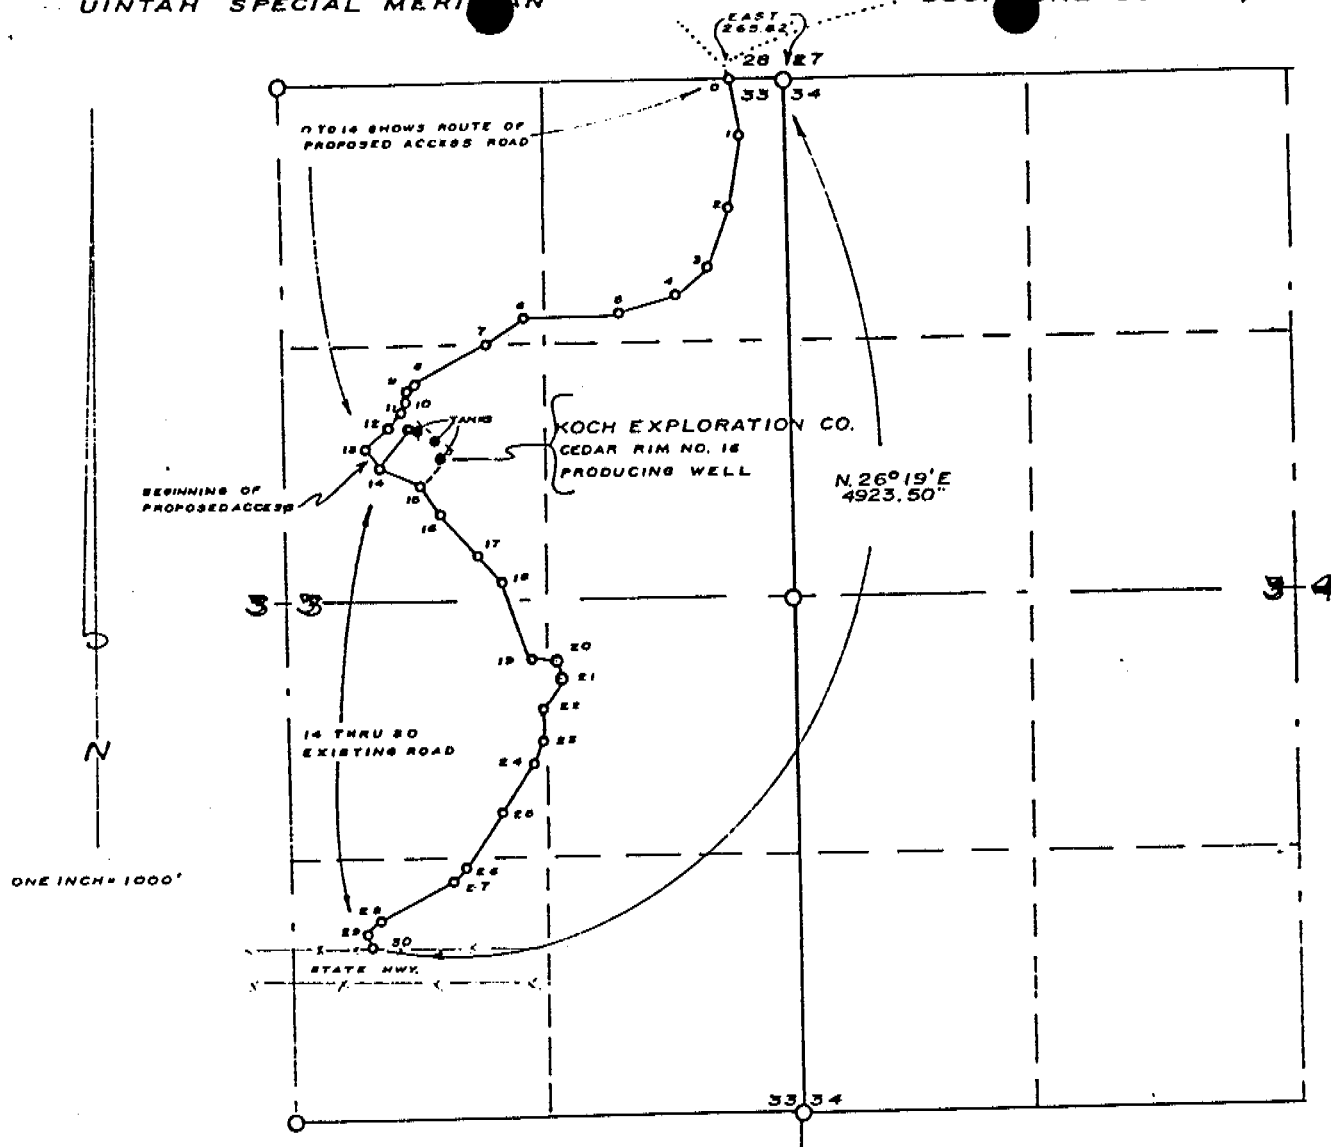 UINTAH SPECIAL MERIDIAN
EAST
265.82'
28 27
33 34
0
0 TO 14 SHOWS ROUTE OF
PROPOSED ACCESS ROAD
1
2
3
4
5
6
7
8
9
10
11
12
13
14
TANKS
KOCH EXPLORATION CO.
CEDAR RIM NO. 16
PRODUCING WELL
N. 26° 19' E
4923.50"
BEGINNING OF
PROPOSED ACCESS
15
16
17
18
33
34
19
20
21
22
23
24
25
14 THRU 30
EXISTING ROAD
N
26
27
ONE INCH = 1000'
28
29
30
STATE HWY.
33 34